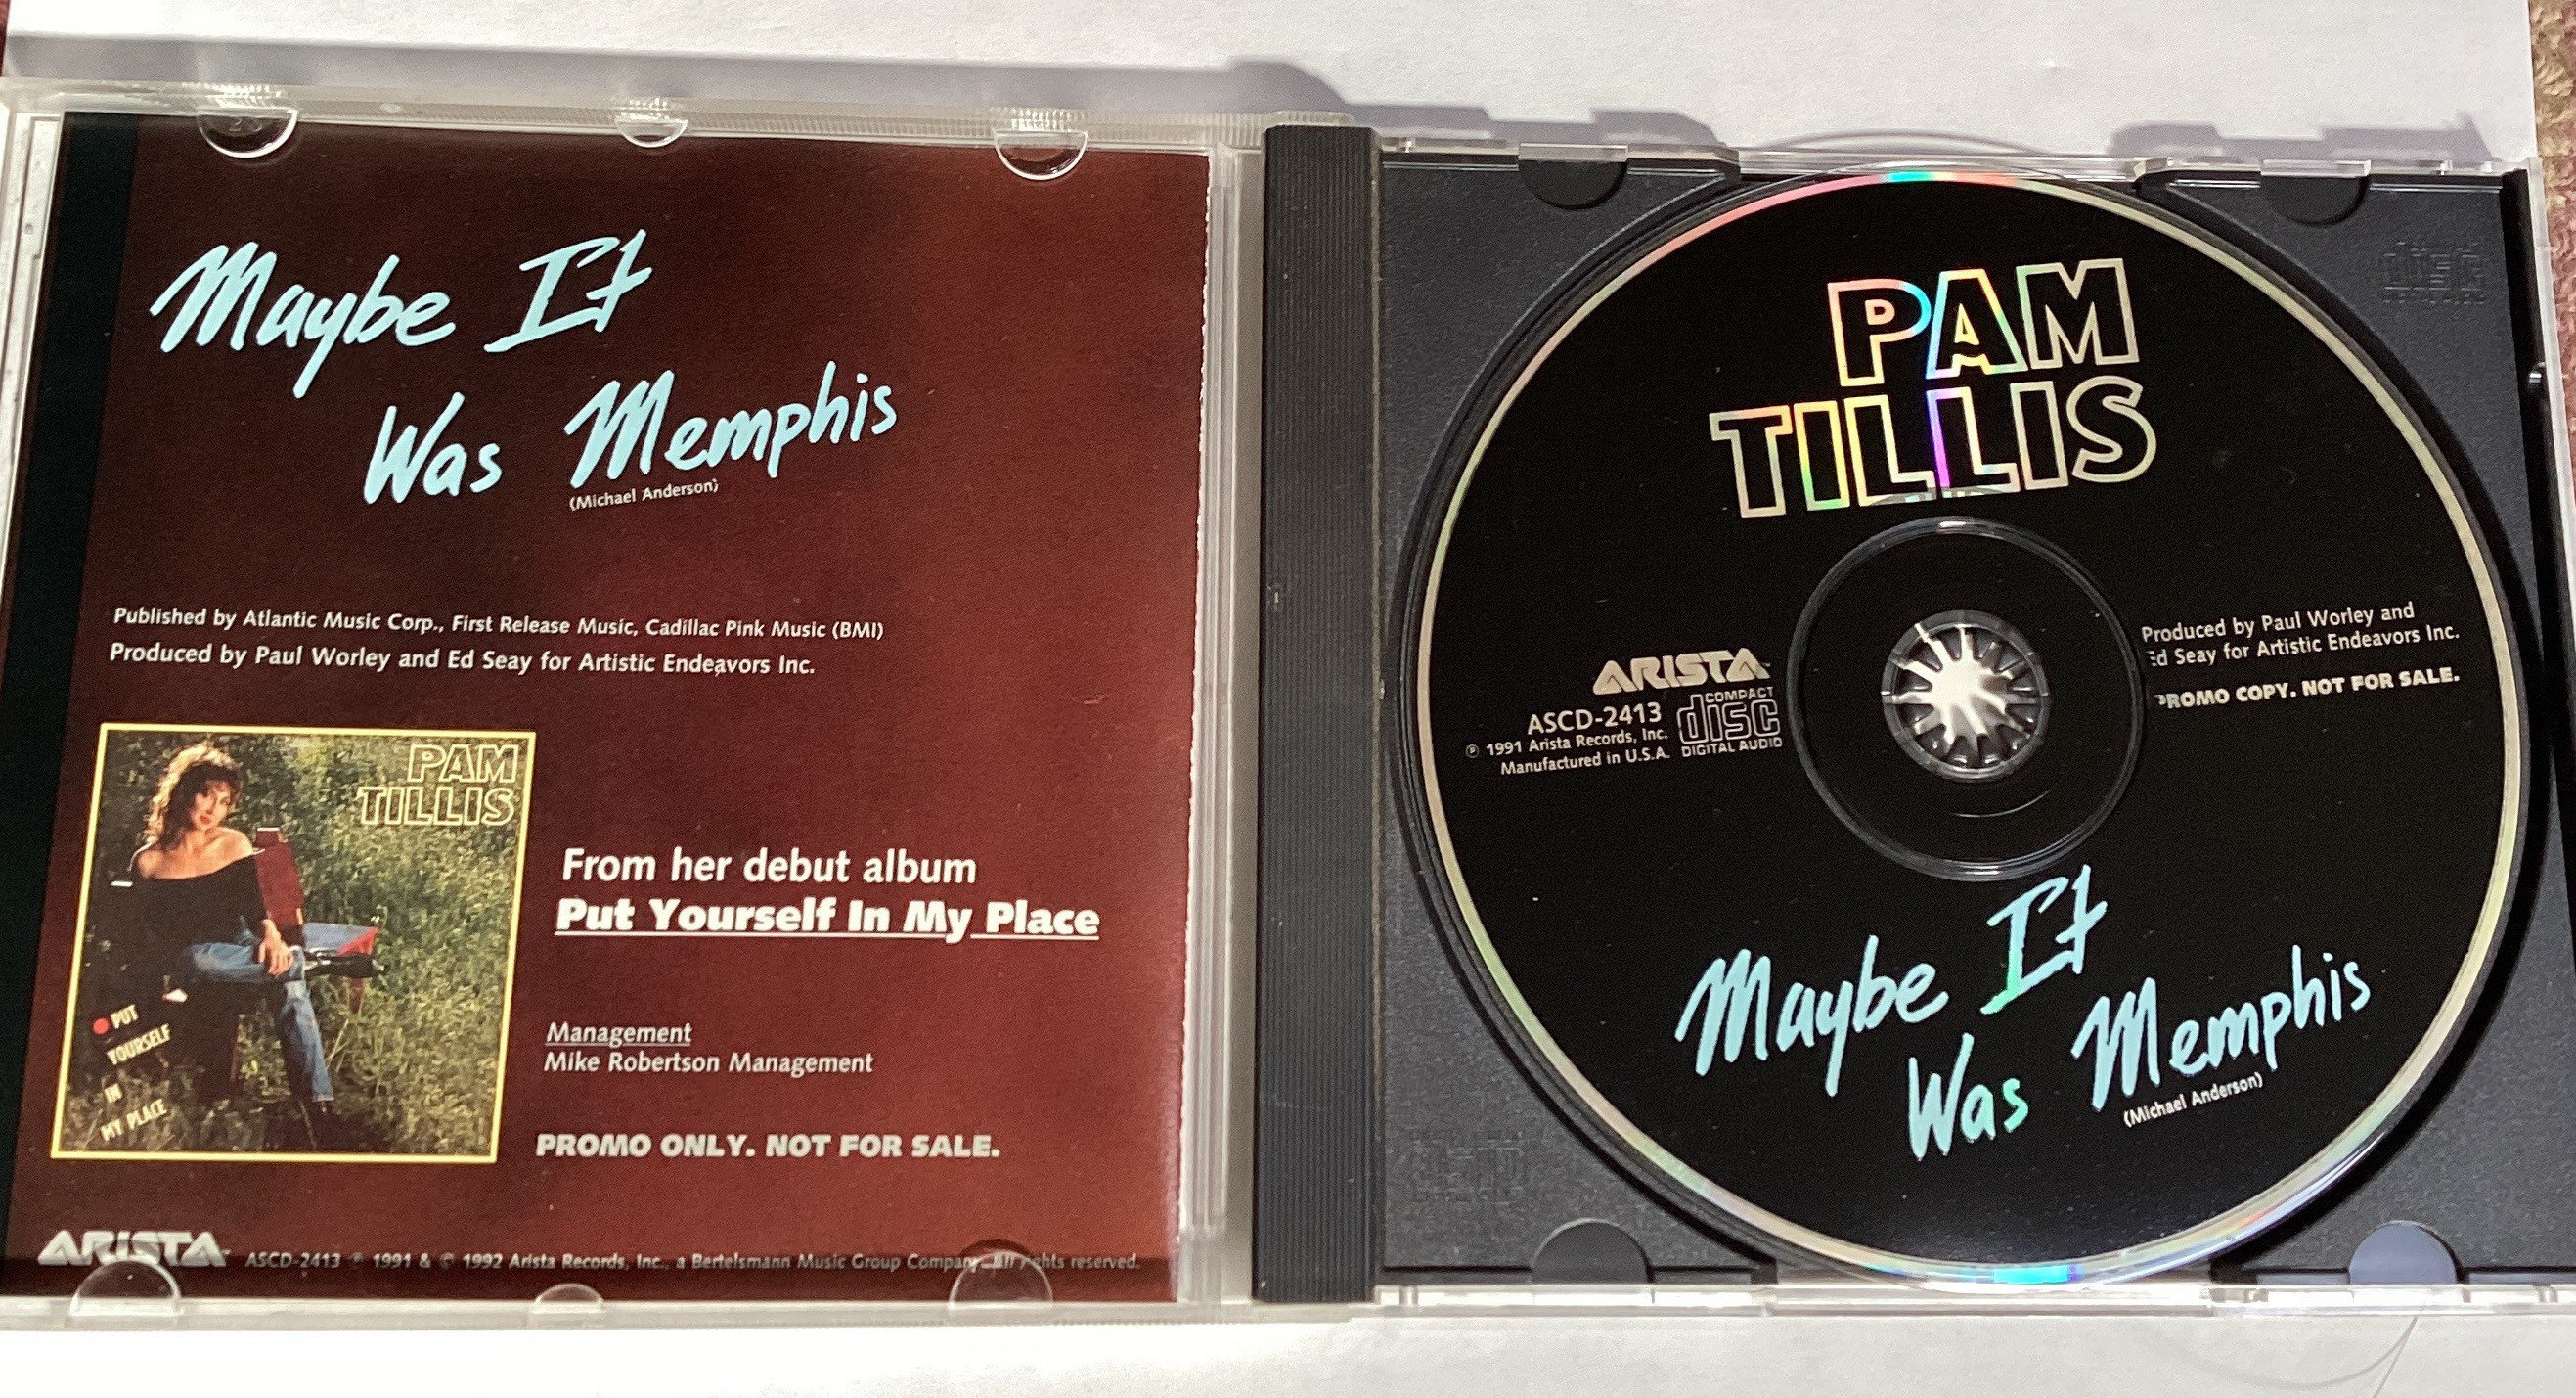 Maybe It
Was Memphis
(Michael Anderson)
Published by Atlantic Music Corp., First Release Music, Cadillac Pink Music (BMI)
Produced by Paul Worley and Ed Seay for Artistic Endeavors Inc.
PAM
TILLIS
PUT
YOURSELF
IN
MY PLACE
From her debut album
Put Yourself In My Place
Management
Mike Robertson Management
PROMO ONLY. NOT FOR SALE.
ARISTA™ ASCD-2413 ℗ 1991 & © 1992 Arista Records, Inc., a Bertelsmann Music Group Company. All rights reserved.
PAM
TILLIS
ARISTA™
ASCD-2413
℗ 1991 Arista Records, Inc.
Manufactured in U.S.A.
COMPACT
disc
DIGITAL AUDIO
Produced by Paul Worley and
Ed Seay for Artistic Endeavors Inc.
PROMO COPY. NOT FOR SALE.
Maybe It
Was Memphis
(Michael Anderson)